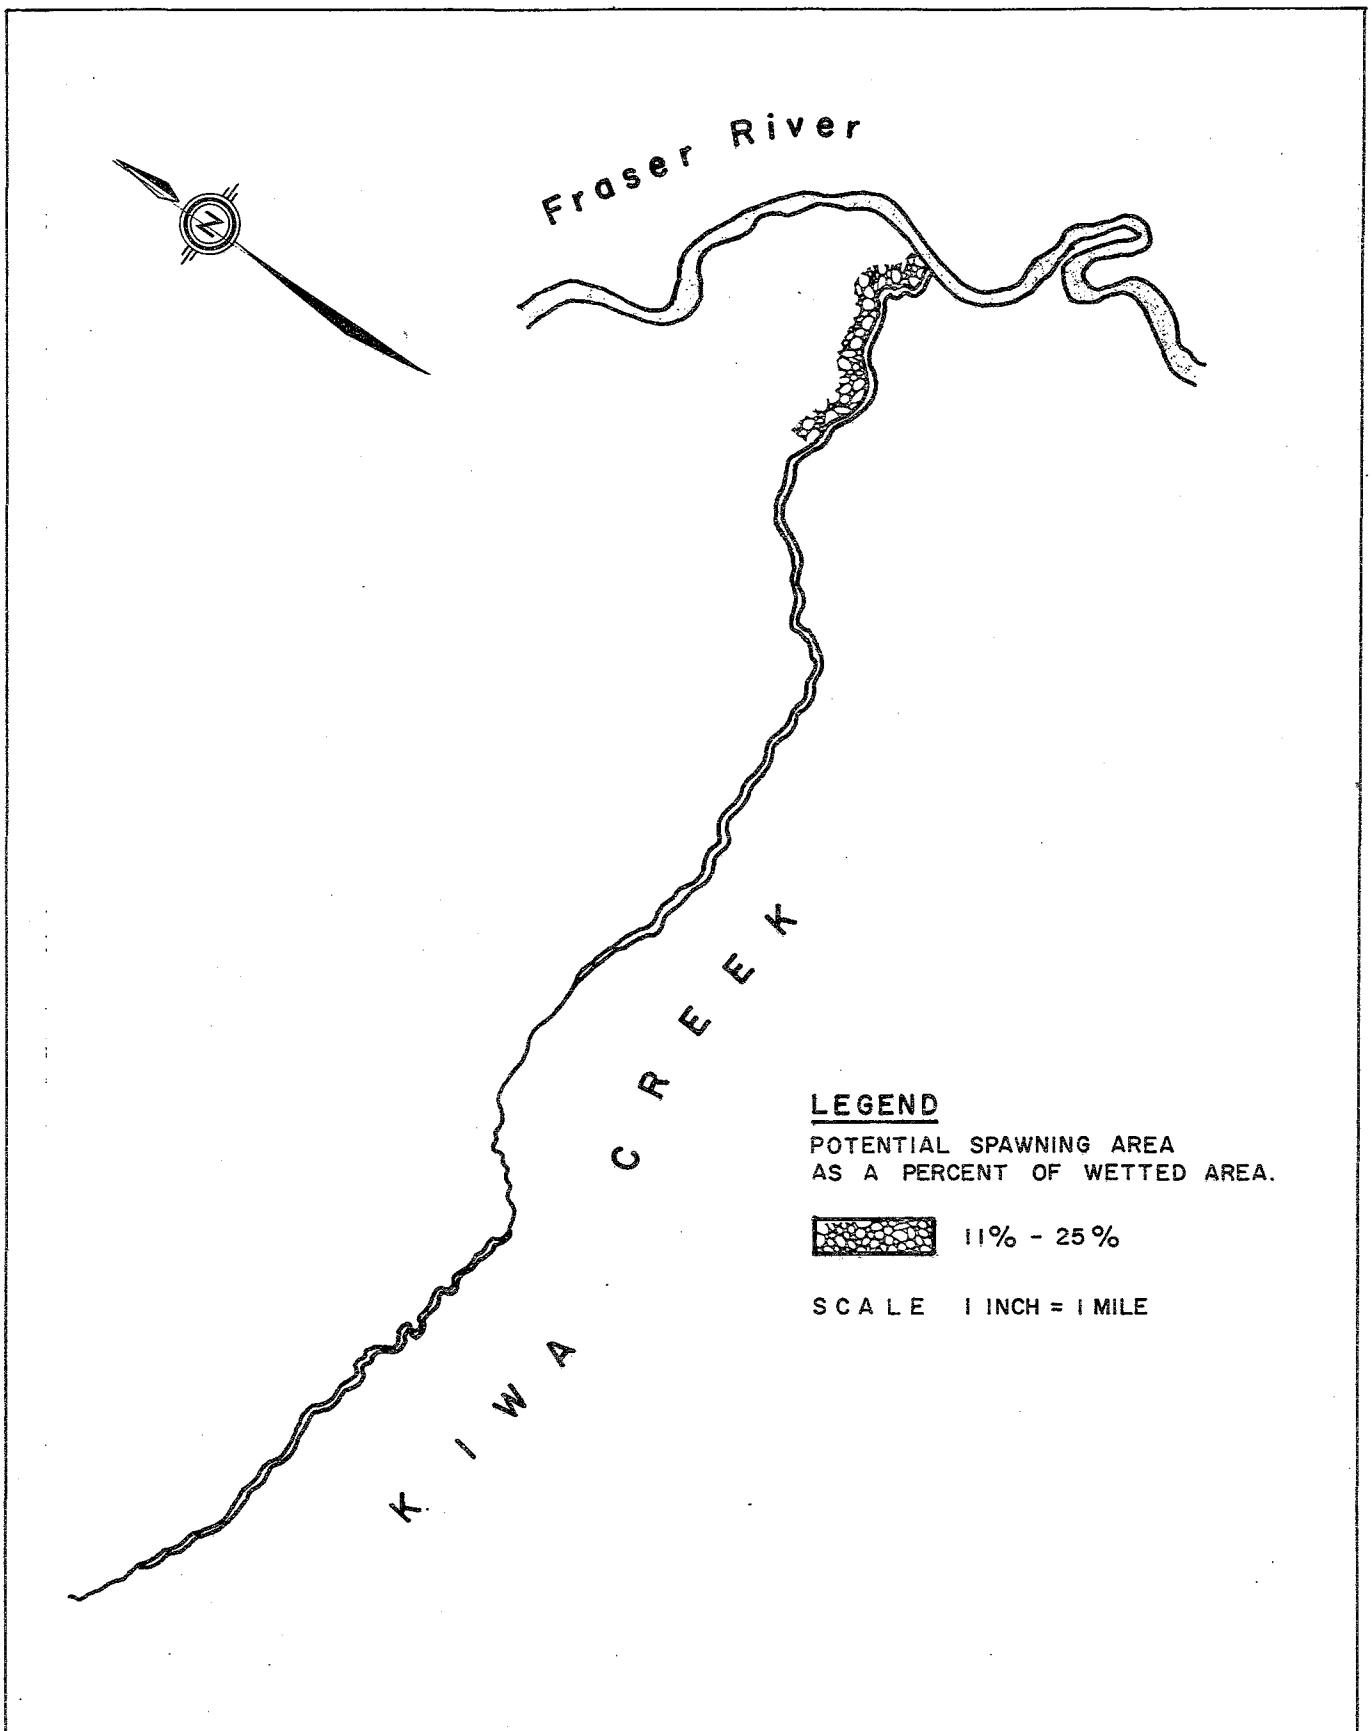 Fraser River
N
KIWA CREEK
LEGEND
POTENTIAL SPAWNING AREA
AS A PERCENT OF WETTED AREA.
11% - 25%
SCALE 1 INCH = 1 MILE